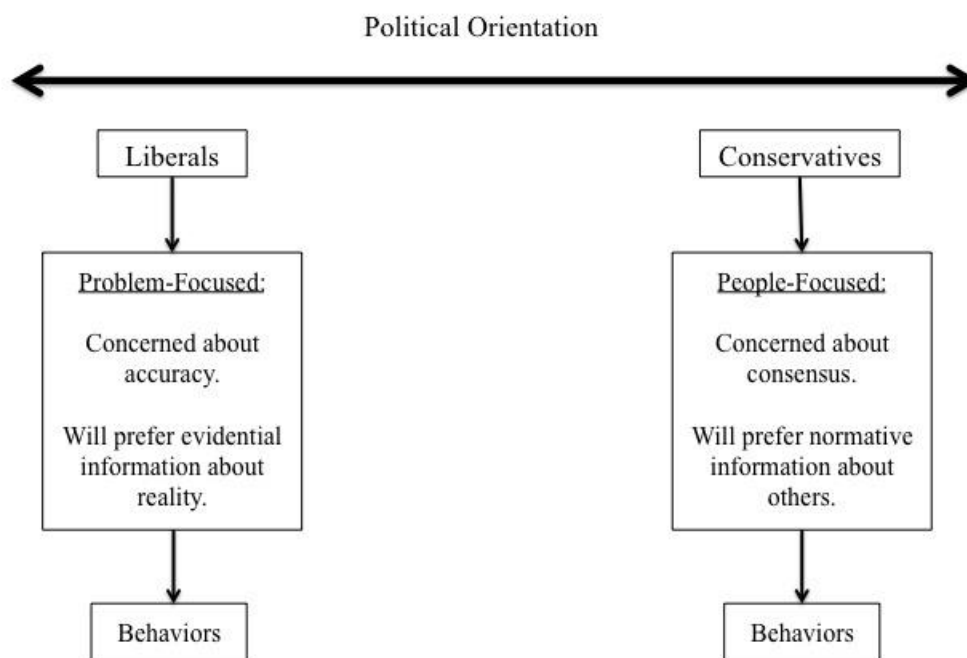 Political Orientation
Liberals
Conservatives
Problem-Focused:
Concerned about
accuracy.
Will prefer evidential
information about
reality.
People-Focused:
Concerned about
consensus.
Will prefer normative
information about
others.
Behaviors
Behaviors